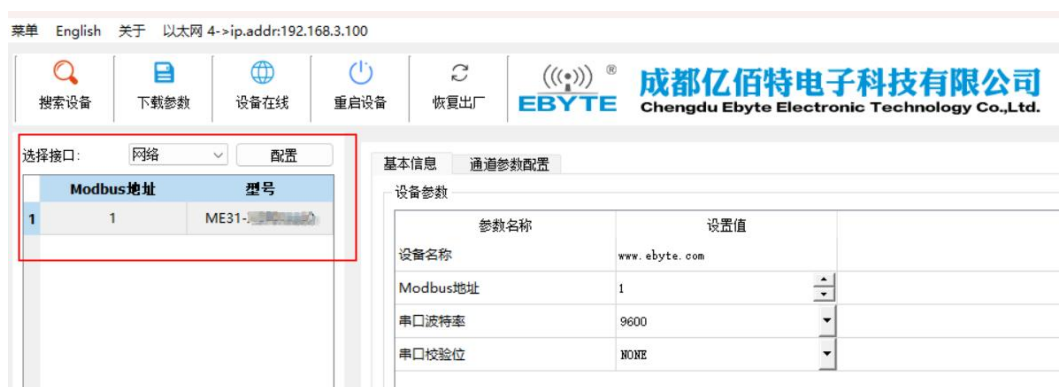 菜单 English 关于 以太网 4->ip.addr:192.168.3.100
搜索设备 下载参数 设备在线 重启设备 恢复出厂
EBYTE ® 成都亿佰特电子科技有限公司
Chengdu Ebyte Electronic Technology Co.,Ltd.
选择接口: 网络 配置
Modbus地址 型号
1 1 ME31-
基本信息 通道参数配置
设备参数
参数名称 设置值
设备名称 www.ebyte.com
Modbus地址 1
串口波特率 9600
串口校验位 NONE